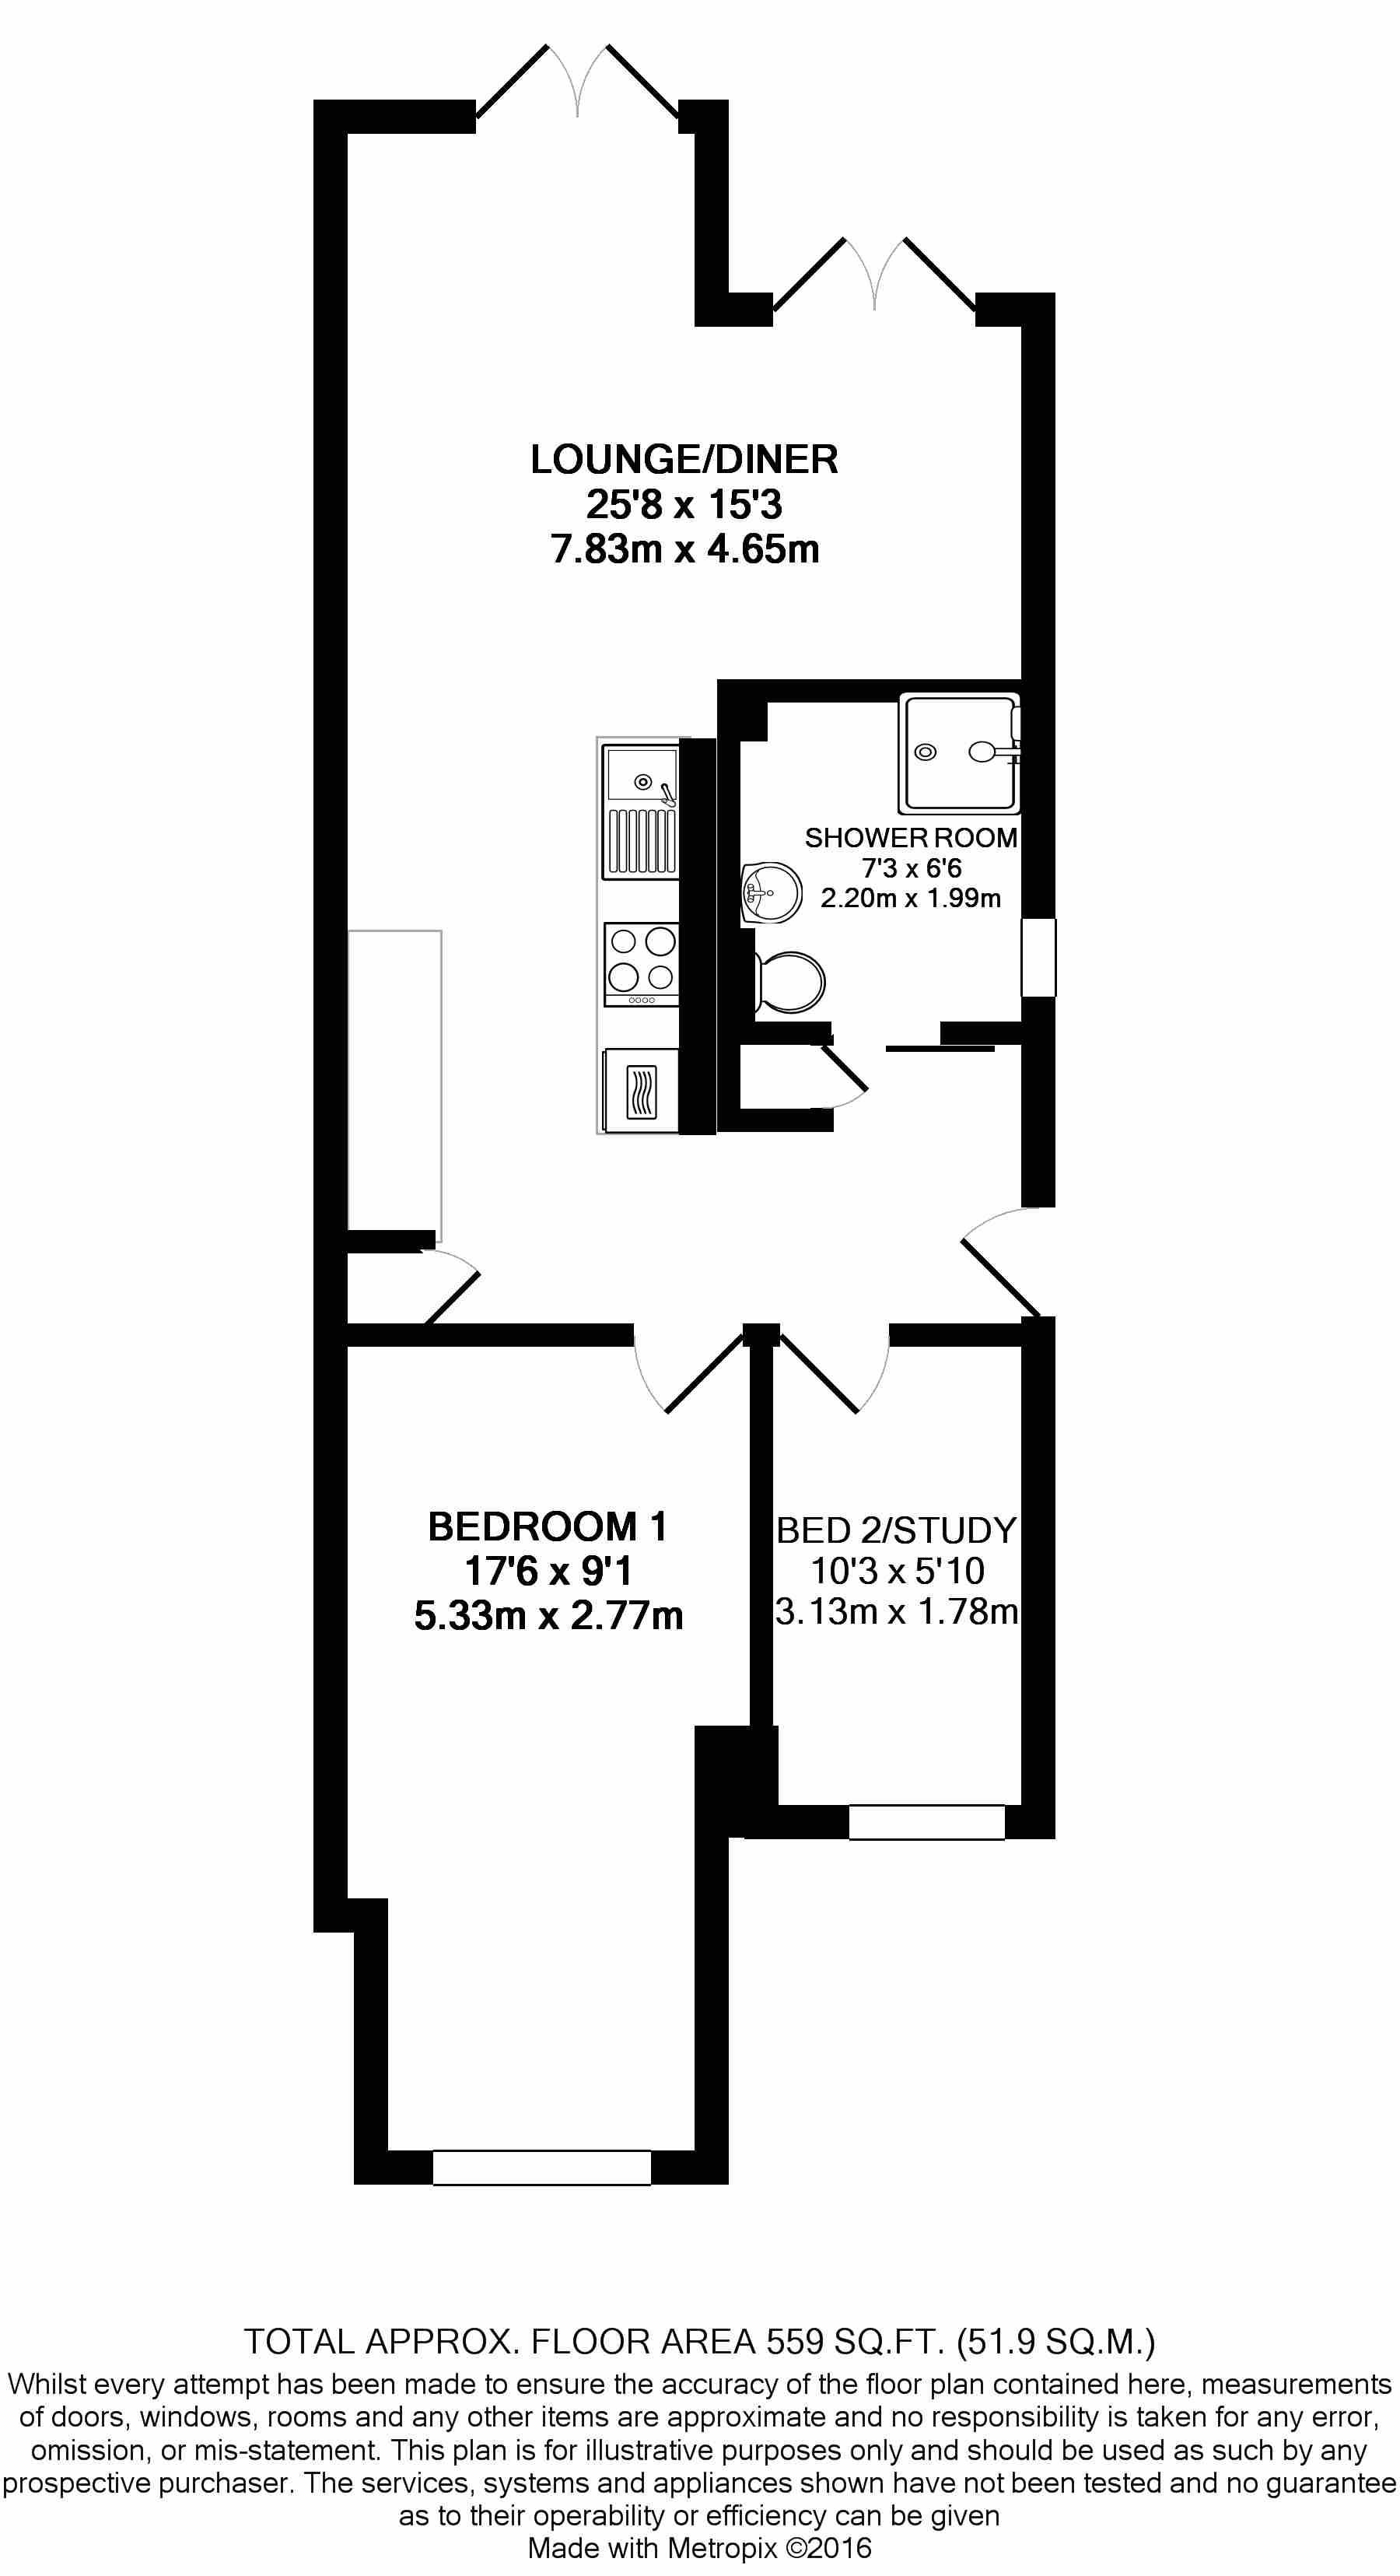 LOUNGE/DINER
25'8 x 15'3
7.83m x 4.65m
SHOWER ROOM
7'3 x 6'6
2.20m x 1.99m
BEDROOM 1
17'6 x 9'1
5.33m x 2.77m
BED 2/STUDY
10'3 x 5'10
3.13m x 1.78m
TOTAL APPROX. FLOOR AREA 559 SQ.FT. (51.9 SQ.M.)
Whilst every attempt has been made to ensure the accuracy of the floor plan contained here, measurements
of doors, windows, rooms and any other items are approximate and no responsibility is taken for any error,
omission, or mis-statement. This plan is for illustrative purposes only and should be used as such by any
prospective purchaser. The services, systems and appliances shown have not been tested and no guarantee
as to their operability or efficiency can be given
Made with Metropix ©2016